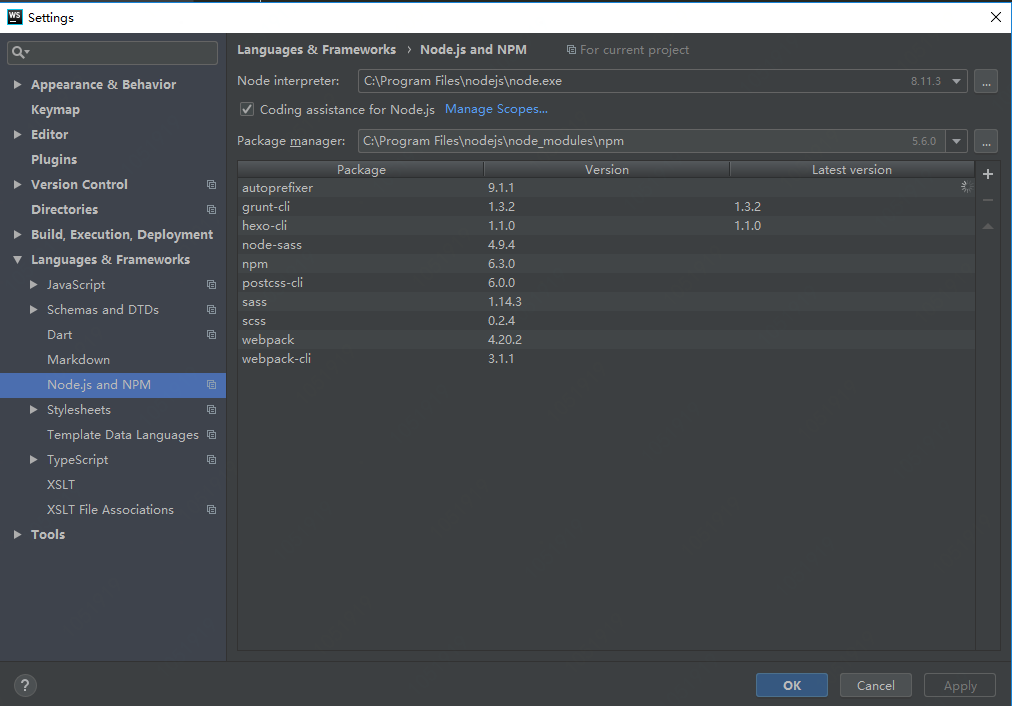 WS Settings
Languages & Frameworks › Node.js and NPM For current project
Appearance & Behavior
Keymap
Editor
Plugins
Version Control
Directories
Build, Execution, Deployment
Languages & Frameworks
JavaScript
Schemas and DTDs
Dart
Markdown
Node.js and NPM
Stylesheets
Template Data Languages
TypeScript
XSLT
XSLT File Associations
Tools
Node interpreter: C:\Program Files\nodejs\node.exe 8.11.3 ...
Coding assistance for Node.js Manage Scopes...
Package manager: C:\Program Files\nodejs\node_modules\npm 5.6.0 ...
Package Version Latest version
autoprefixer 9.1.1
grunt-cli 1.3.2 1.3.2
hexo-cli 1.1.0 1.1.0
node-sass 4.9.4
npm 6.3.0
postcss-cli 6.0.0
sass 1.14.3
scss 0.2.4
webpack 4.20.2
webpack-cli 3.1.1
? OK Cancel Apply